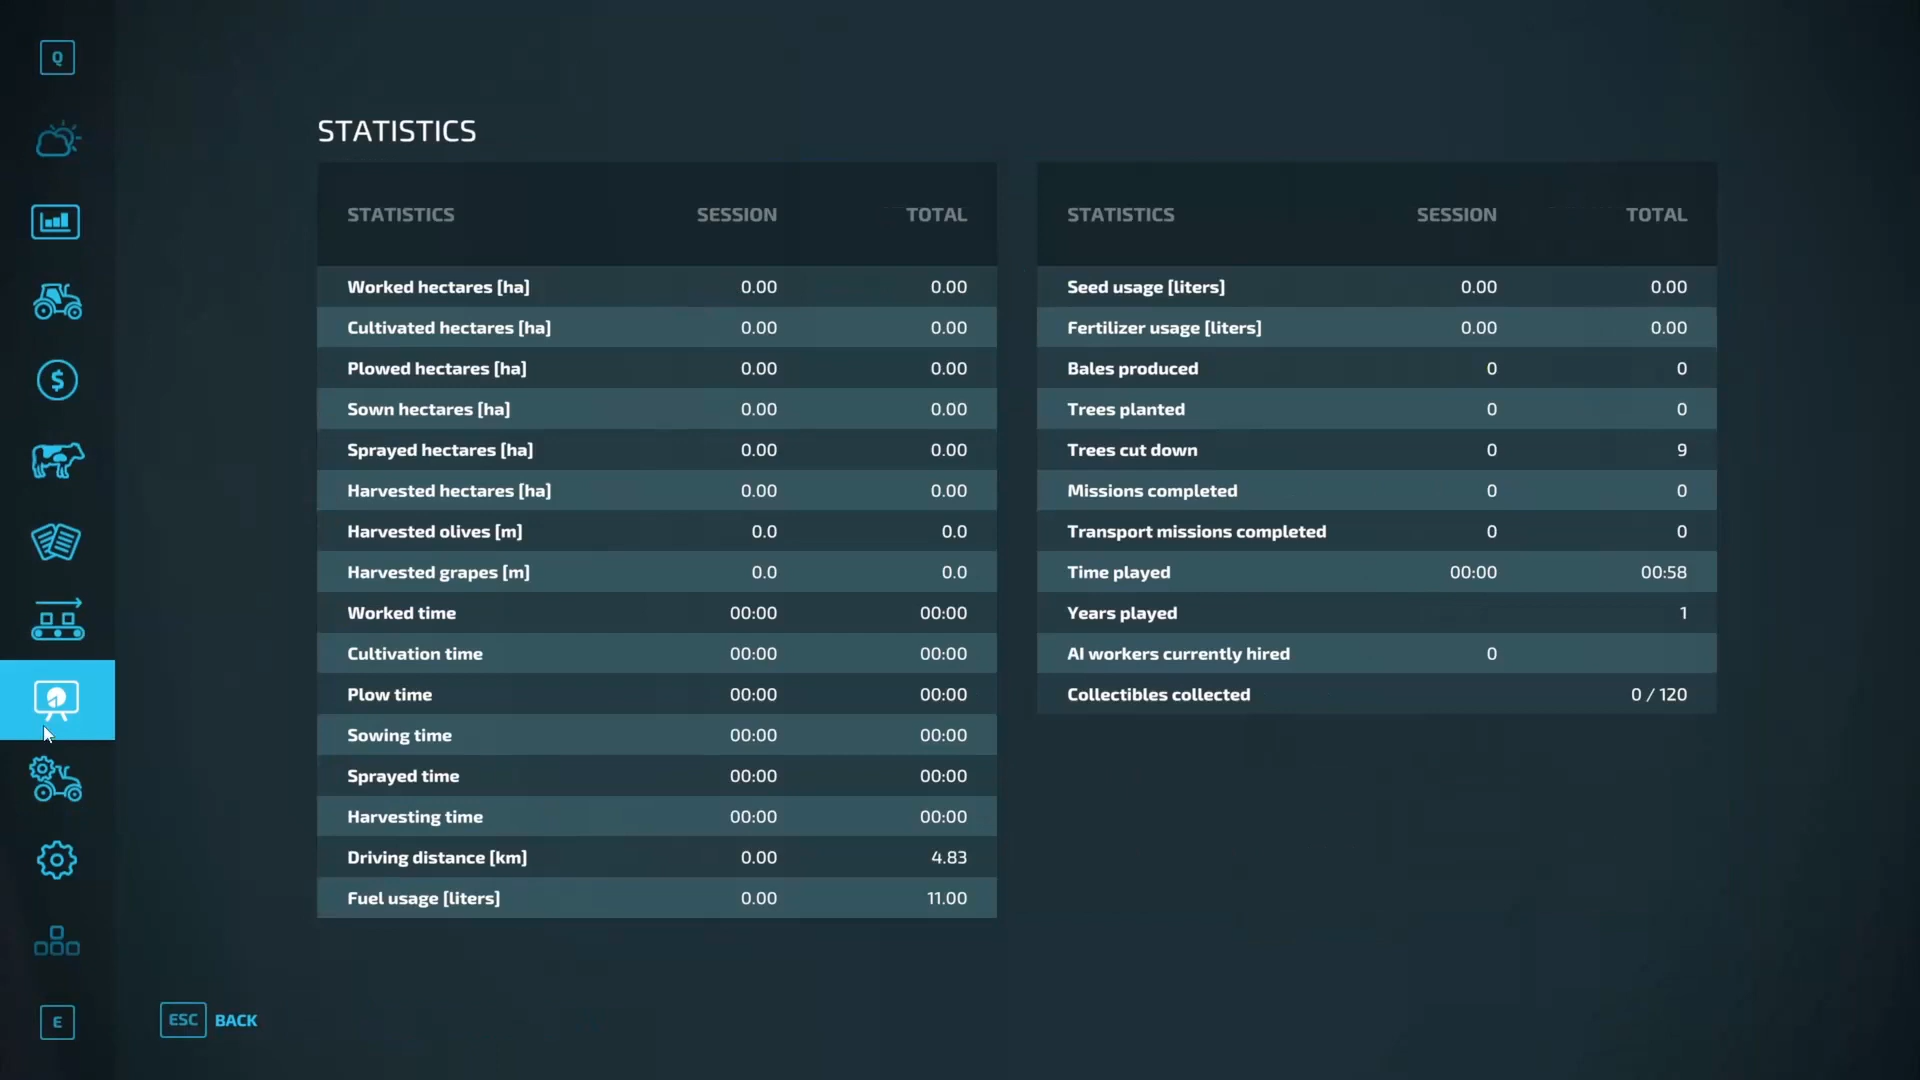 Q
STATISTICS
STATISTICS SESSION TOTAL
Worked hectares [ha] 0.00 0.00
Cultivated hectares [ha] 0.00 0.00
Plowed hectares [ha] 0.00 0.00
Sown hectares [ha] 0.00 0.00
Sprayed hectares [ha] 0.00 0.00
Harvested hectares [ha] 0.00 0.00
Harvested olives [m] 0.0 0.0
Harvested grapes [m] 0.0 0.0
Worked time 00:00 00:00
Cultivation time 00:00 00:00
Plow time 00:00 00:00
Sowing time 00:00 00:00
Sprayed time 00:00 00:00
Harvesting time 00:00 00:00
Driving distance [km] 0.00 4.83
Fuel usage [liters] 0.00 11.00
STATISTICS SESSION TOTAL
Seed usage [liters] 0.00 0.00
Fertilizer usage [liters] 0.00 0.00
Bales produced 0 0
Trees planted 0 0
Trees cut down 0 9
Missions completed 0 0
Transport missions completed 0 0
Time played 00:00 00:58
Years played 1
AI workers currently hired 0
Collectibles collected 0 / 120
E
ESC BACK